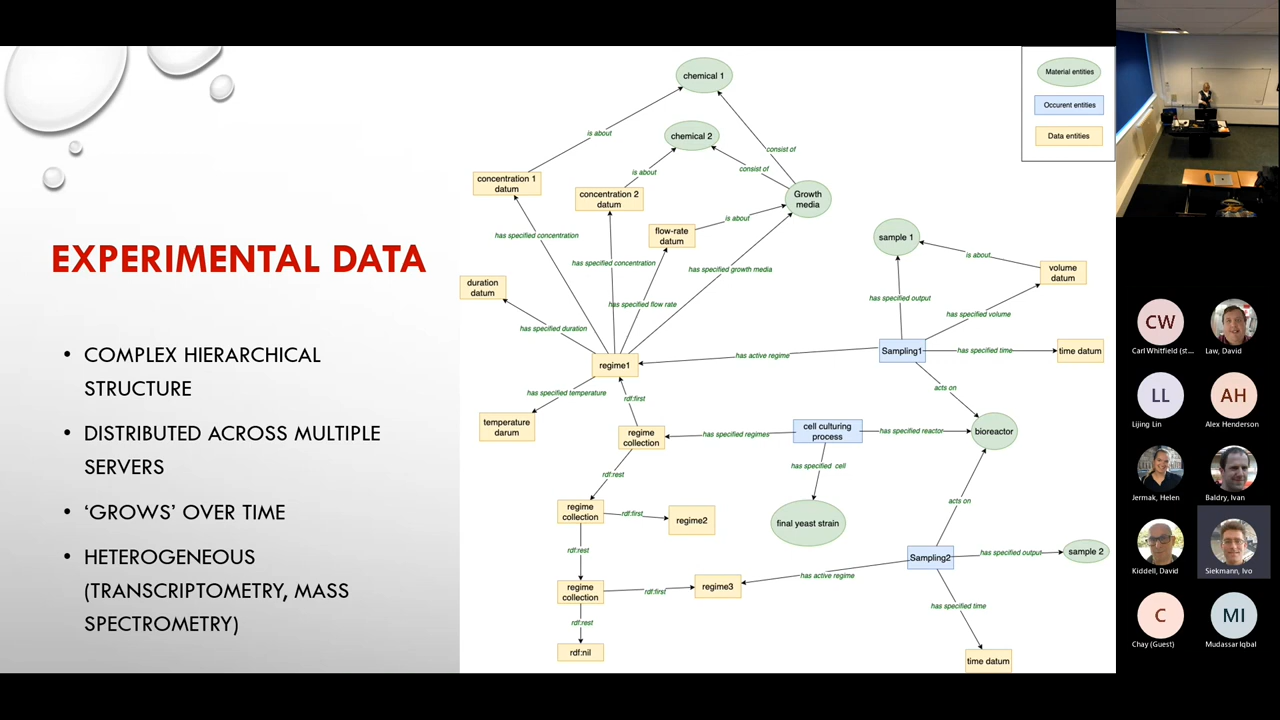 EXPERIMENTAL DATA
• COMPLEX HIERARCHICAL
STRUCTURE
• DISTRIBUTED ACROSS MULTIPLE
SERVERS
• ‘GROWS’ OVER TIME
• HETEROGENEOUS
(TRANSCRIPTOMETRY, MASS
SPECTROMETRY)
Material entities
Occurent entities
Data entities
chemical 1
is about
chemical 2
consist of
is about
consist of
concentration 1
datum
concentration 2
datum
Growth
media
is about
flow-rate
datum
has specified concentration
has specified concentration
has specified growth media
duration
datum
has specified flow rate
has specified duration
sample 1
is about
volume
datum
has specified output
has specified volume
Sampling1
has specified time
time datum
has active regime
regime1
has specified temperature
rdf:first
acts on
temperature
darum
regime
collection
has specified regimes
cell culturing
process
has specified reactor
bioreactor
rdf:rest
has specified cell
regime
collection
rdf:first
regime2
final yeast strain
acts on
rdf:rest
Sampling2
has specified output
sample 2
regime
collection
rdf:first
regime3
has active regime
rdf:rest
has specified time
rdf:nil
time datum
CW
Carl Whitfield (st...
Law, David
LL
Lijing Lin
AH
Alex Henderson
Jermak, Helen
Baldry, Ivan
Kiddell, David
Siekmann, Ivo
C
Chay (Guest)
MI
Mudassar Iqbal